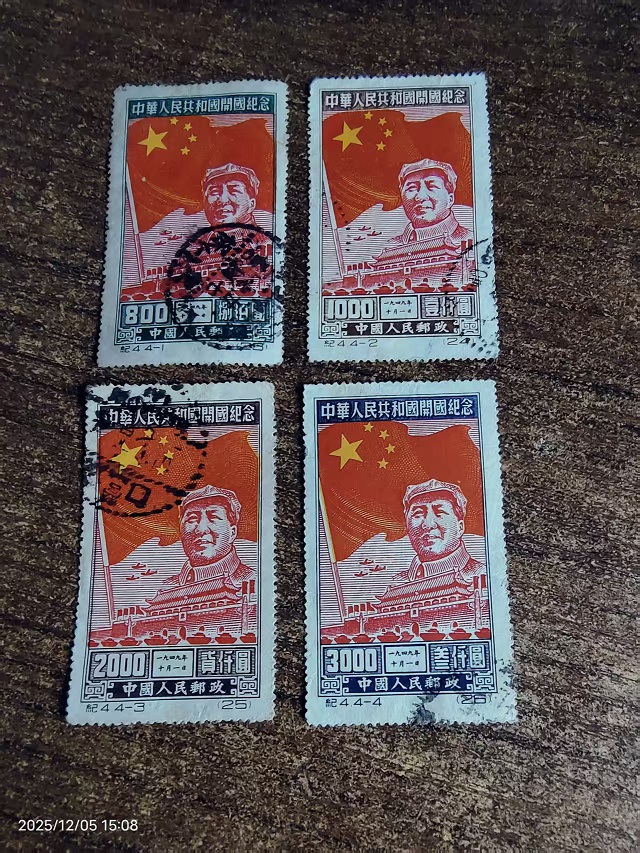 中華人民共和國開國紀念
800 捌佰圓
中國人民郵政
紀4 4-1
中華人民共和國開國紀念
1000 一九四九年 十月一日 壹仟圓
中國人民郵政
紀4 4-2 (24)
中華人民共和國開國紀念
2000 一九四九年 十月一日 貳仟圓
中國人民郵政
紀4 4-3 (25)
中華人民共和國開國紀念
3000 一九四九年 十月一日 叁仟圓
中國人民郵政
紀4 4-4
2025/12/05 15:08